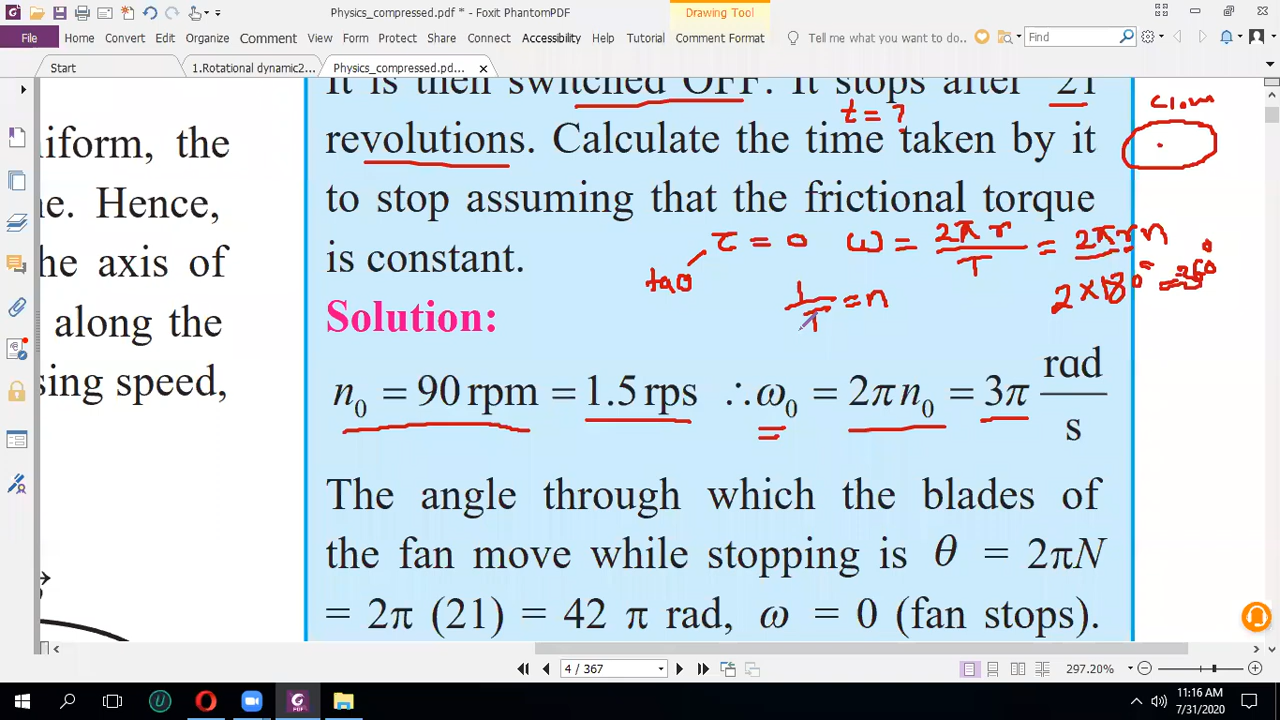 Physics_compressed.pdf * - Foxit PhantomPDF
Drawing Tool
File Home Convert Edit Organize Comment View Form Protect Share Connect Accessibility Help Tutorial Comment Format Tell me what you want to do... Find
Start 1.Rotational dynamic2... Physics_compressed.pd...
It is then switched OFF. It stops after 21
t = ?
revolutions. Calculate the time taken by it
to stop assuming that the frictional torque
τ = 0 ω = 2π r / T = 2π r n
is constant.
1/T = n
2 × 180° = 360°
Solution:
n0 = 90 rpm = 1.5 rps ∴ω0 = 2πn0 = 3π rad/s
The angle through which the blades of
the fan move while stopping is θ = 2πN
= 2π (21) = 42 π rad, ω = 0 (fan stops).
iform, the
ne. Hence,
he axis of
along the
sing speed,
4 / 367
297.20%
11:16 AM
7/31/2020